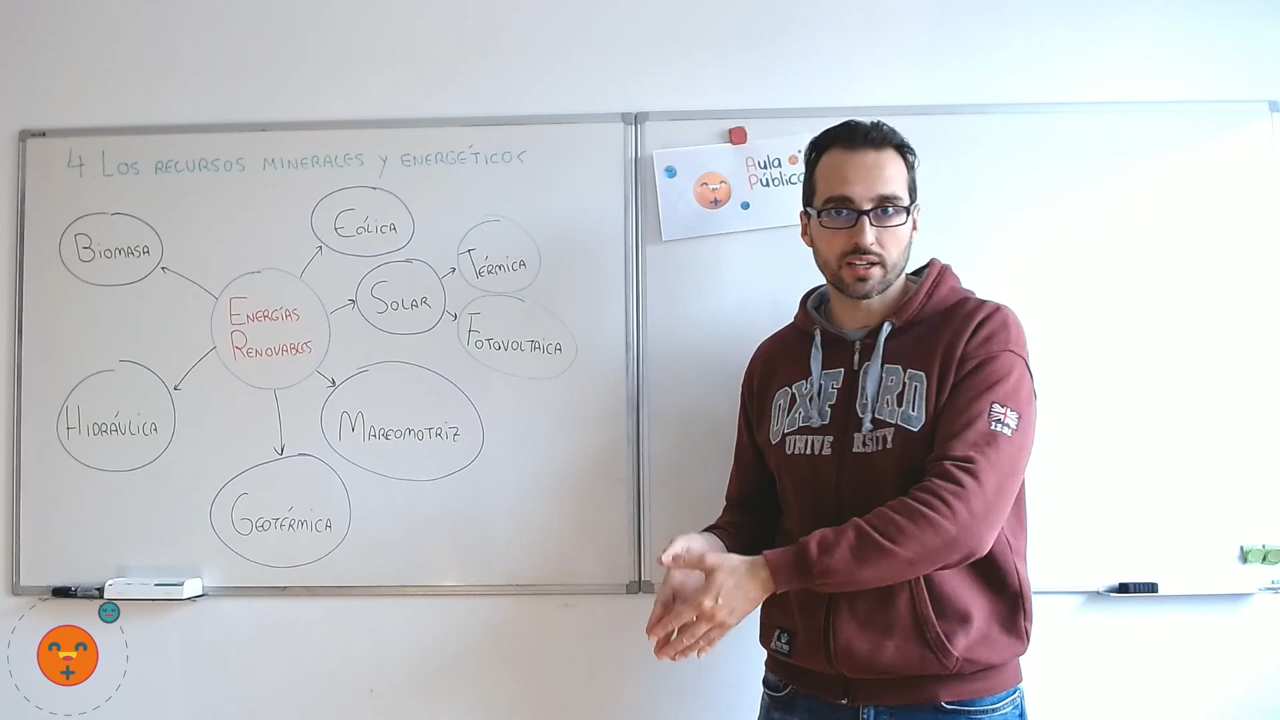 4. Los recursos minerales y energéticos
Biomasa
Eólica
Solar
Térmica
Fotovoltaica
Energías
Renovables
Hidráulica
Mareomotriz
Geotérmica
Aula
Pública
OXFORD
UNIVERSITY